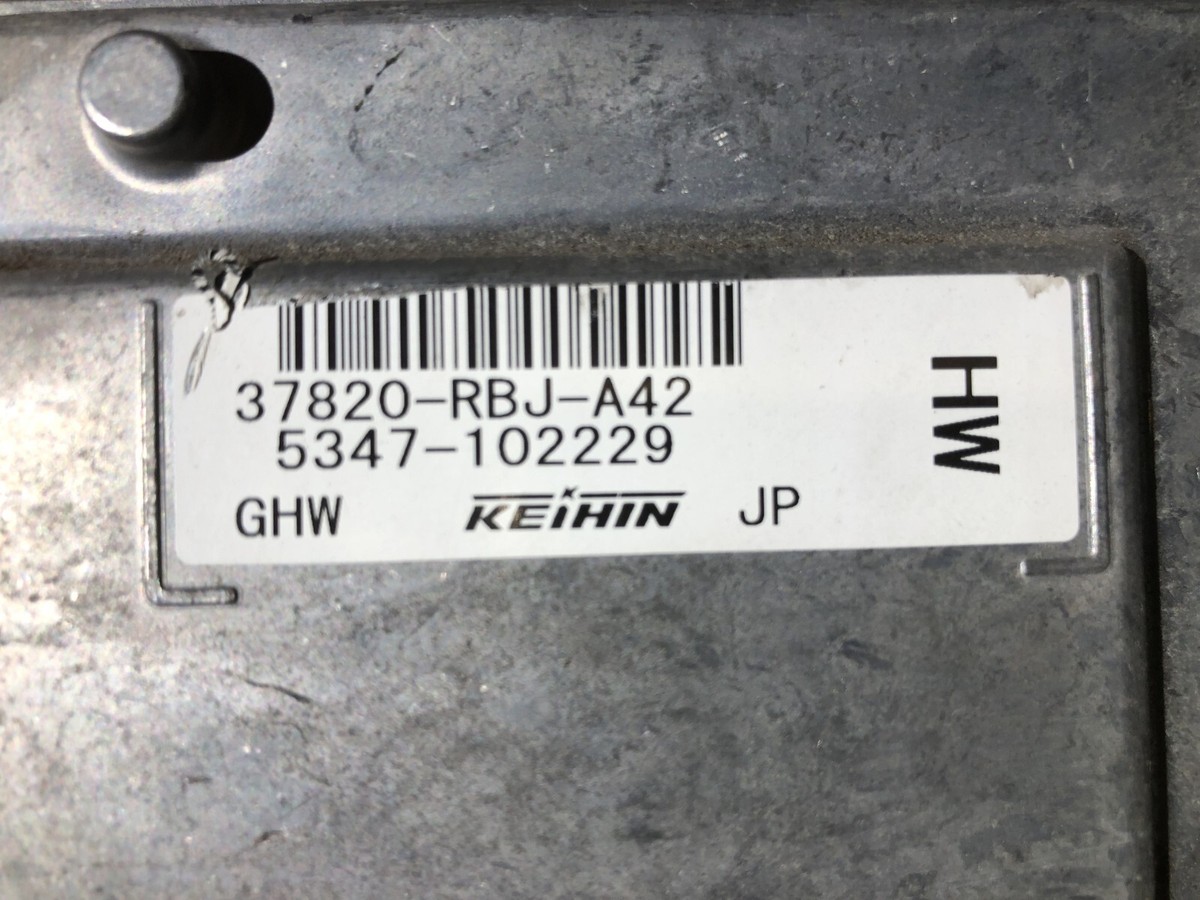 37820-RBJ-A42
5347-102229
GHW KEIHIN JP
HW